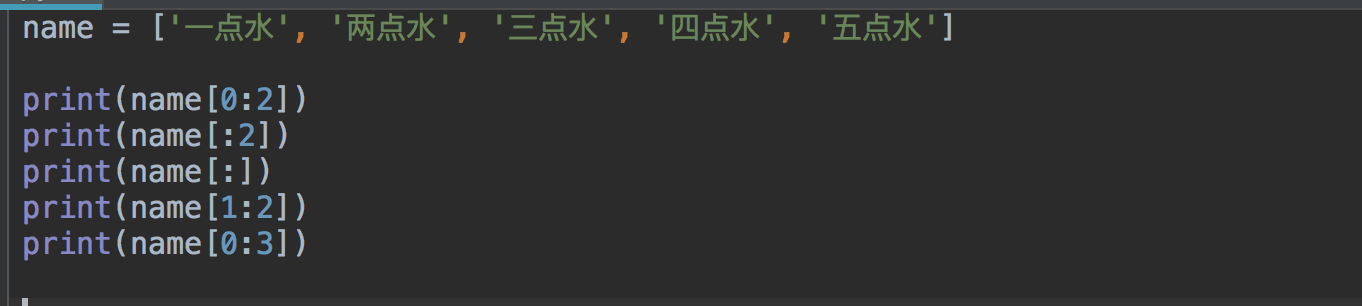 name = ['一点水', '两点水', '三点水', '四点水', '五点水']
print(name[0:2])
print(name[:2])
print(name[:])
print(name[1:2])
print(name[0:3])